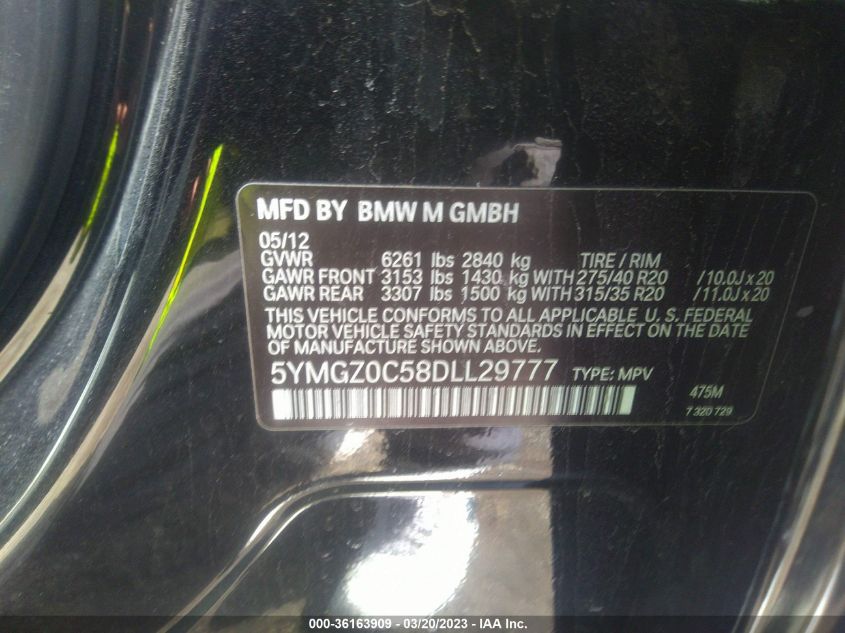 MFD BY BMW M GMBH
05/12
GVWR 6261 lbs 2840 kg TIRE / RIM
GAWR FRONT 3153 lbs 1430 kg WITH 275/40 R20 /10.0J x 20
GAWR REAR 3307 lbs 1500 kg WITH 315/35 R20 /11.0J x 20
THIS VEHICLE CONFORMS TO ALL APPLICABLE U. S. FEDERAL
MOTOR VEHICLE SAFETY STANDARDS IN EFFECT ON THE DATE
OF MANUFACTURE SHOWN ABOVE.
5YMGZ0C58DLL29777 TYPE: MPV
475M
7 320 729
000-36163909 - 03/20/2023 - IAA Inc.